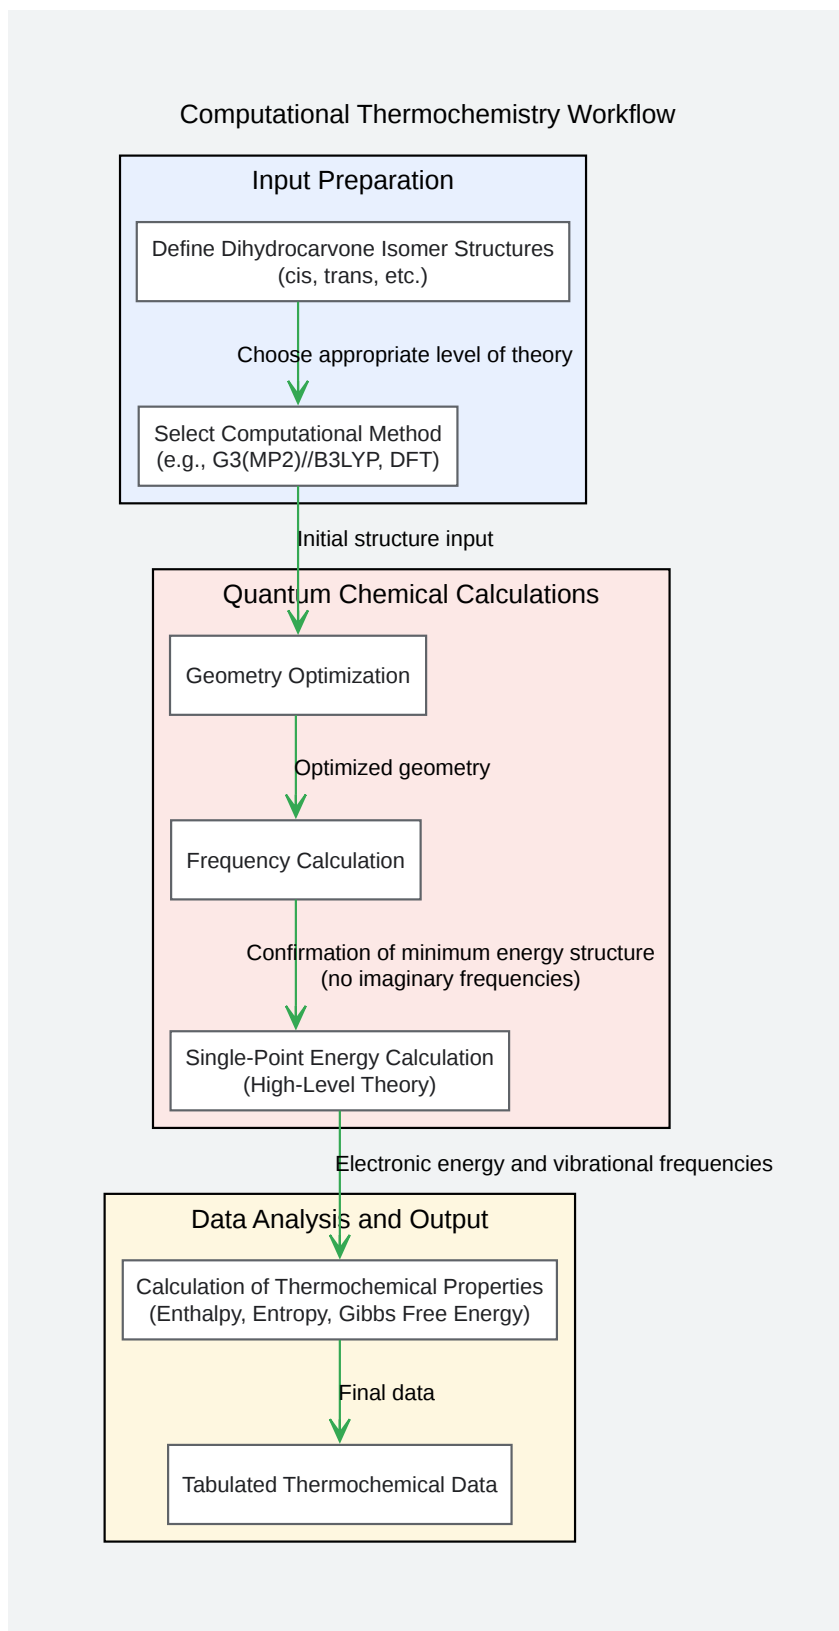 Computational Thermochemistry Workflow
Input Preparation
Define Dihydrocarvone Isomer Structures
(cis, trans, etc.)
Choose appropriate level of theory
Select Computational Method
(e.g., G3(MP2)//B3LYP, DFT)
Initial structure input
Quantum Chemical Calculations
Geometry Optimization
Optimized geometry
Frequency Calculation
Confirmation of minimum energy structure
(no imaginary frequencies)
Single-Point Energy Calculation
(High-Level Theory)
Electronic energy and vibrational frequencies
Data Analysis and Output
Calculation of Thermochemical Properties
(Enthalpy, Entropy, Gibbs Free Energy)
Final data
Tabulated Thermochemical Data